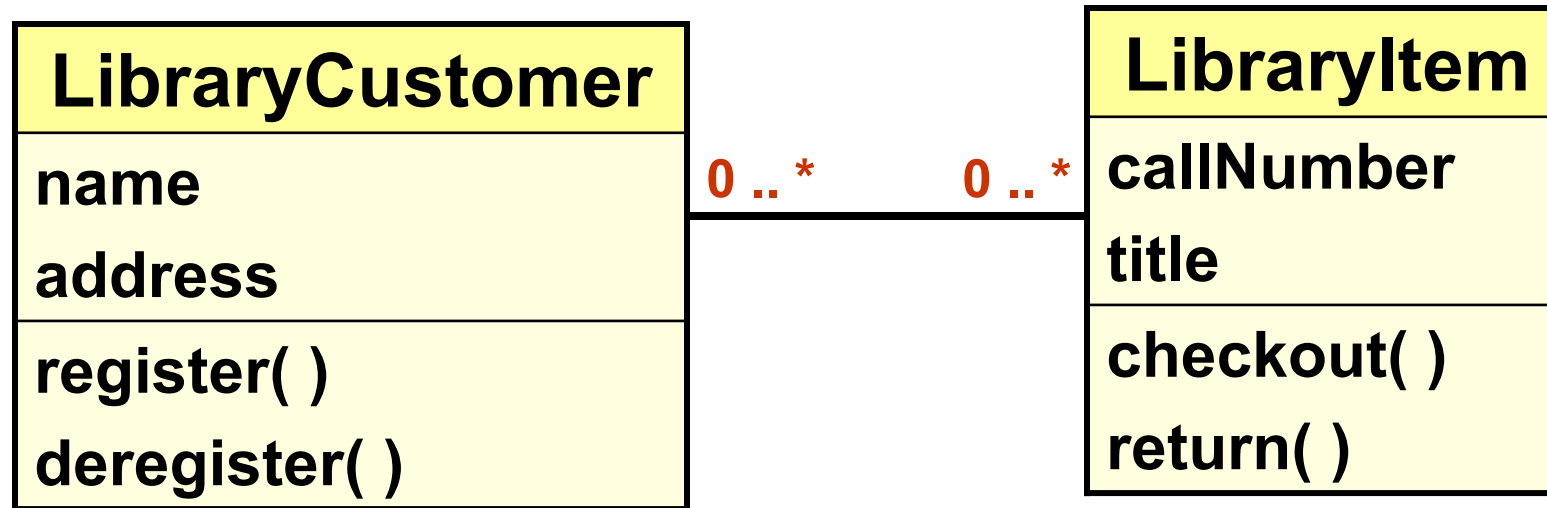 LibraryCustomer
name
address
register( )
deregister( )
0 .. *
0 .. *
LibraryItem
callNumber
title
checkout( )
return( )